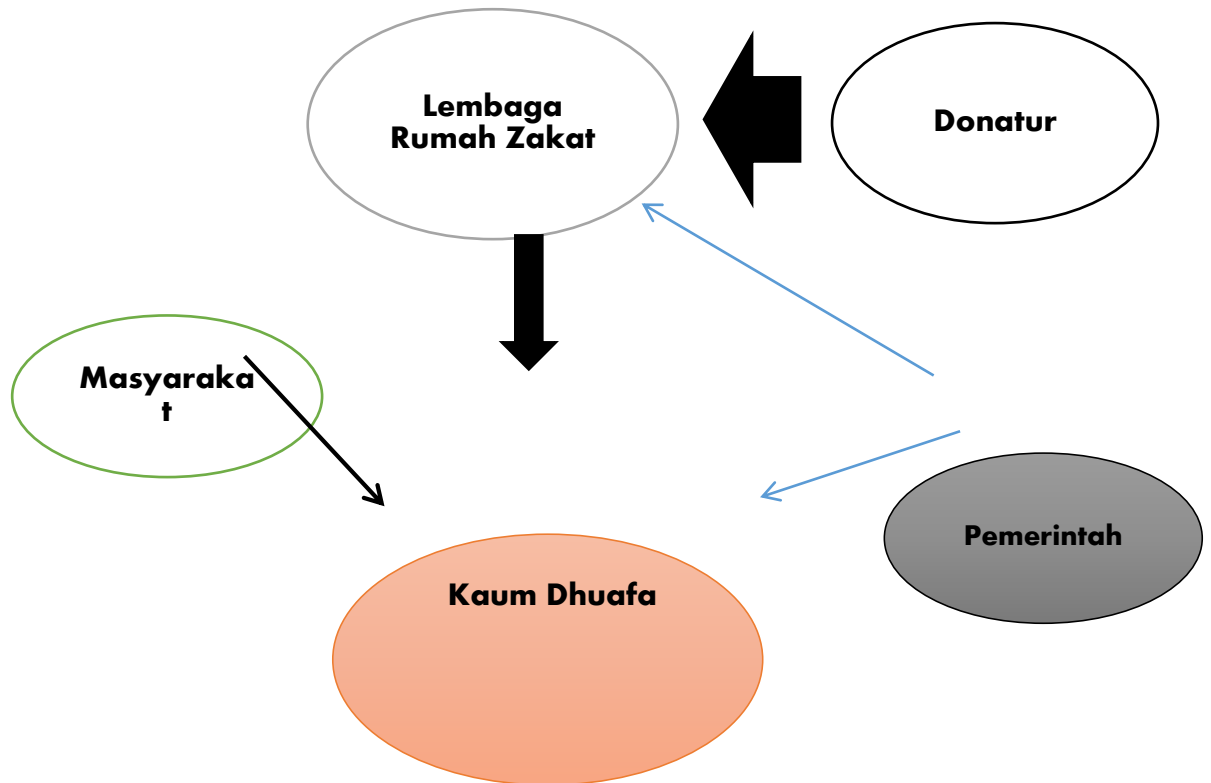 Lembaga
Rumah Zakat
Donatur
Masyaraka
t
Pemerintah
Kaum Dhuafa